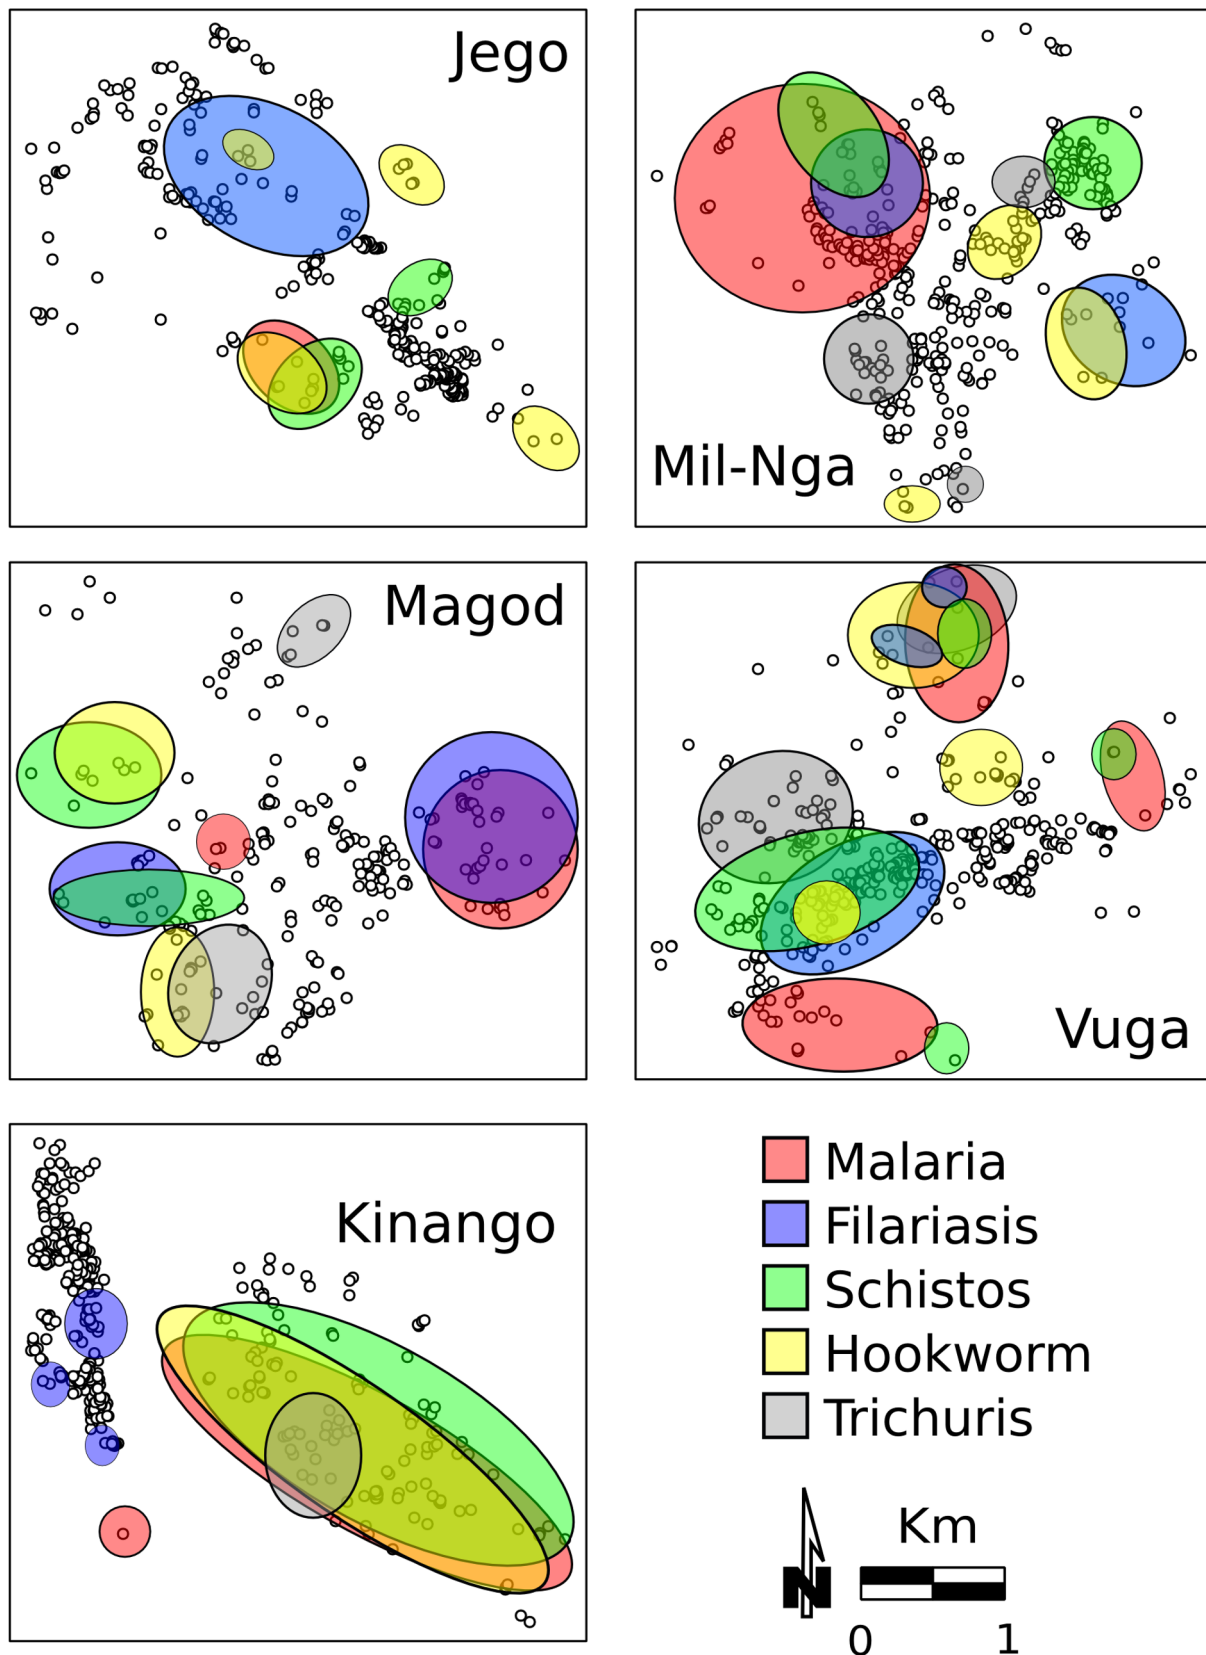 Jego
Mil-Nga
Magod
Vuga
Kinango
Malaria
Filariasis
Schistos
Hookworm
Trichuris
N
Km
0 1